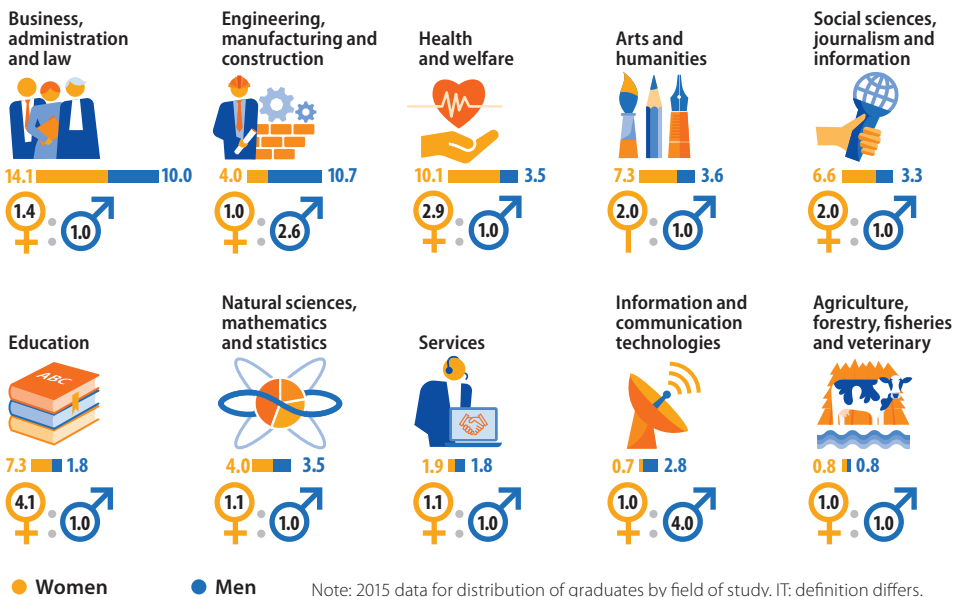 Business,
administration
and law
14.1 10.0
1.4 : 1.0
Engineering,
manufacturing and
construction
4.0 10.7
1.0 : 2.6
Health
and welfare
10.1 3.5
2.9 : 1.0
Arts and
humanities
7.3 3.6
2.0 : 1.0
Social sciences,
journalism and
information
6.6 3.3
2.0 : 1.0
Education
ABC
7.3 1.8
4.1 : 1.0
Natural sciences,
mathematics
and statistics
4.0 3.5
1.1 : 1.0
Services
1.9 1.8
1.1 : 1.0
Information and
communication
technologies
0.7 2.8
1.0 : 4.0
Agriculture,
forestry, fisheries
and veterinary
0.8 0.8
1.0 : 1.0
Women
Men
Note: 2015 data for distribution of graduates by field of study. IT: definition differs.